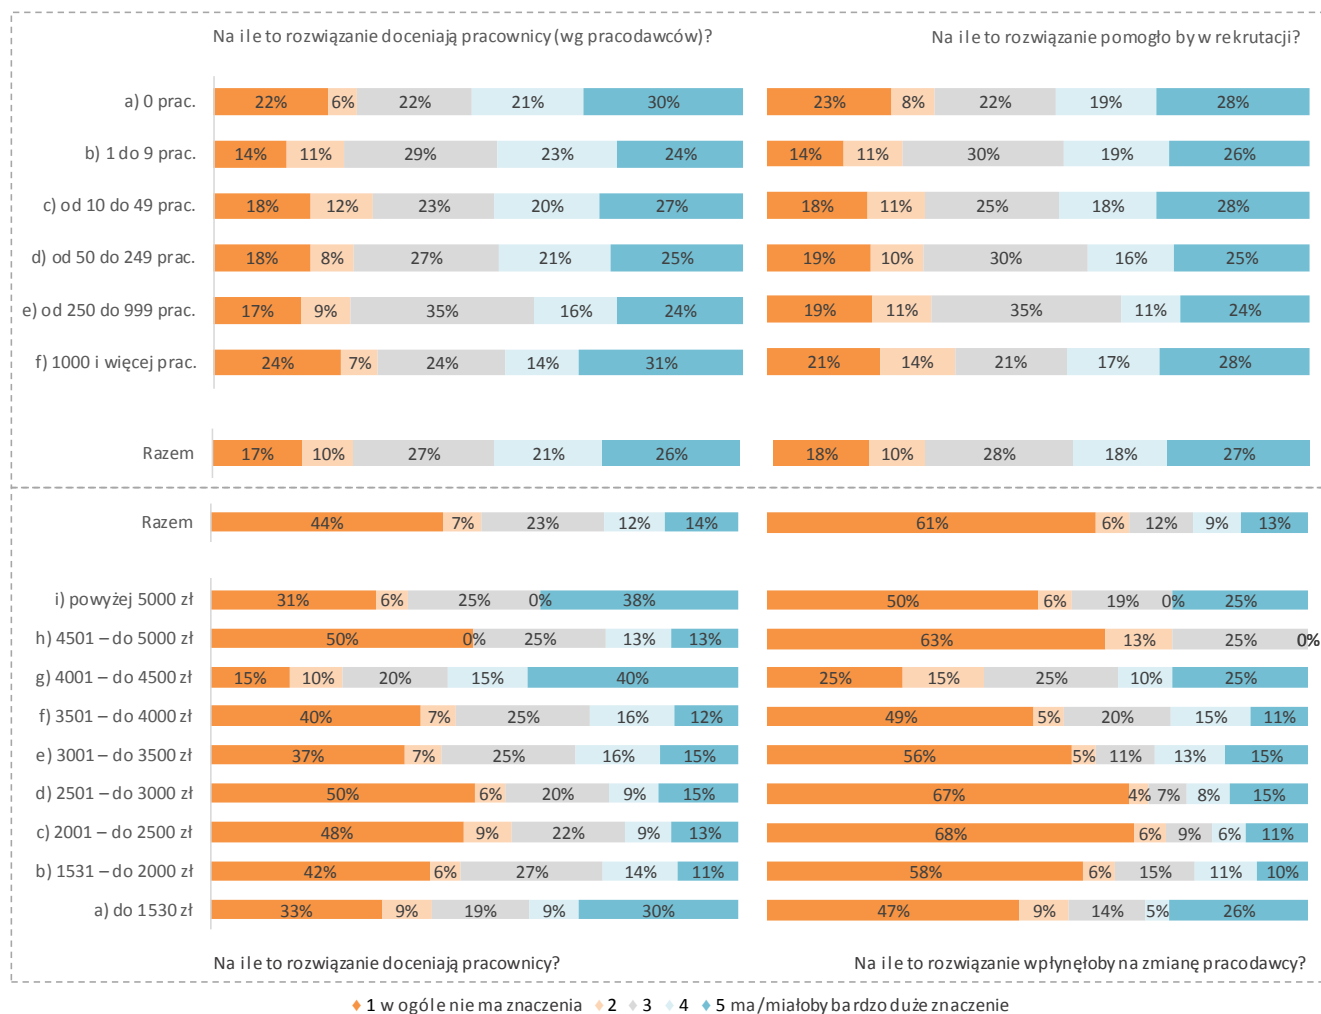 Na ile to rozwiązanie doceniają pracownicy (wg pracodawców)? Na ile to rozwiązanie pomogło by w rekrutacji?
a) 0 prac. 22% 6% 22% 21% 30% 23% 8% 22% 19% 28%
b) 1 do 9 prac. 14% 11% 29% 23% 24% 14% 11% 30% 19% 26%
c) od 10 do 49 prac. 18% 12% 23% 20% 27% 18% 11% 25% 18% 28%
d) od 50 do 249 prac. 18% 8% 27% 21% 25% 19% 10% 30% 16% 25%
e) od 250 do 999 prac. 17% 9% 35% 16% 24% 19% 11% 35% 11% 24%
f) 1000 i więcej prac. 24% 7% 24% 14% 31% 21% 14% 21% 17% 28%
Razem 17% 10% 27% 21% 26% 18% 10% 28% 18% 27%
Razem 44% 7% 23% 12% 14% 61% 6% 12% 9% 13%
i) powyżej 5000 zł 31% 6% 25% 0% 38% 50% 6% 19% 0% 25%
h) 4501 – do 5000 zł 50% 0% 25% 13% 13% 63% 13% 25% 0%
g) 4001 – do 4500 zł 15% 10% 20% 15% 40% 25% 15% 25% 10% 25%
f) 3501 – do 4000 zł 40% 7% 25% 16% 12% 49% 5% 20% 15% 11%
e) 3001 – do 3500 zł 37% 7% 25% 16% 15% 56% 5% 11% 13% 15%
d) 2501 – do 3000 zł 50% 6% 20% 9% 15% 67% 4% 7% 8% 15%
c) 2001 – do 2500 zł 48% 9% 22% 9% 13% 68% 6% 9% 6% 11%
b) 1531 – do 2000 zł 42% 6% 27% 14% 11% 58% 6% 15% 11% 10%
a) do 1530 zł 33% 9% 19% 9% 30% 47% 9% 14% 5% 26%
Na ile to rozwiązanie doceniają pracownicy? Na ile to rozwiązanie wpłynęłoby na zmianę pracodawcy?
1 w ogóle nie ma znaczenia 2 3 4 5 ma/miałoby bardzo duże znaczenie